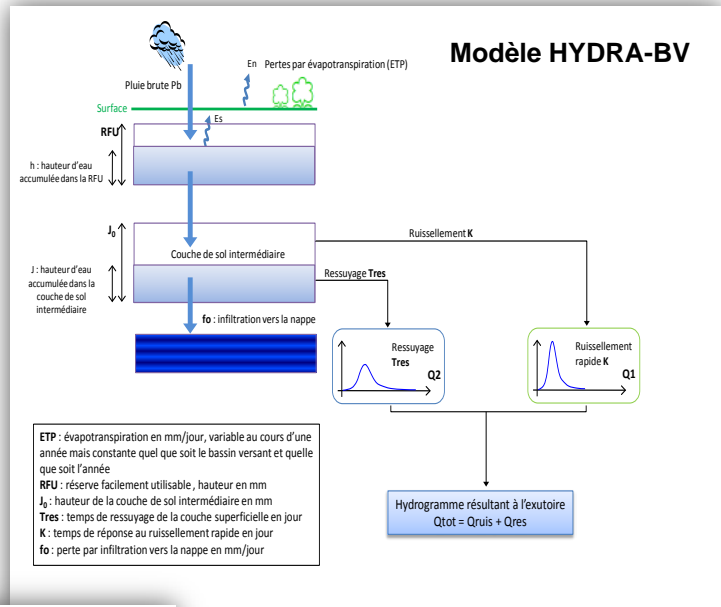 Modèle HYDRA-BV
En
Pertes par évapotranspiration (ETP)
Pluie brute Pb
Surface
Es
RFU
h : hauteur d'eau
accumulée dans la RFU
J₀
Ruissellement K
Couche de sol intermédiaire
Ressuyage Tres
J : hauteur d'eau
accumulée dans la
couche de sol
intermédiaire
fo : infiltration vers la nappe
Ressuyage
Tres
Q2
Ruissellement
rapide K
Q1
ETP : évapotranspiration en mm/jour, variable au cours d'une
année mais constante quel que soit le bassin versant et quelle
que soit l'année
RFU : réserve facilement utilisable , hauteur en mm
J₀ : hauteur de la couche de sol intermédiaire en mm
Tres : temps de ressuyage de la couche superficielle en jour
K : temps de réponse au ruissellement rapide en jour
fo : perte par infiltration vers la nappe en mm/jour
Hydrogramme résultant à l'exutoire
Qtot = Qruis + Qres